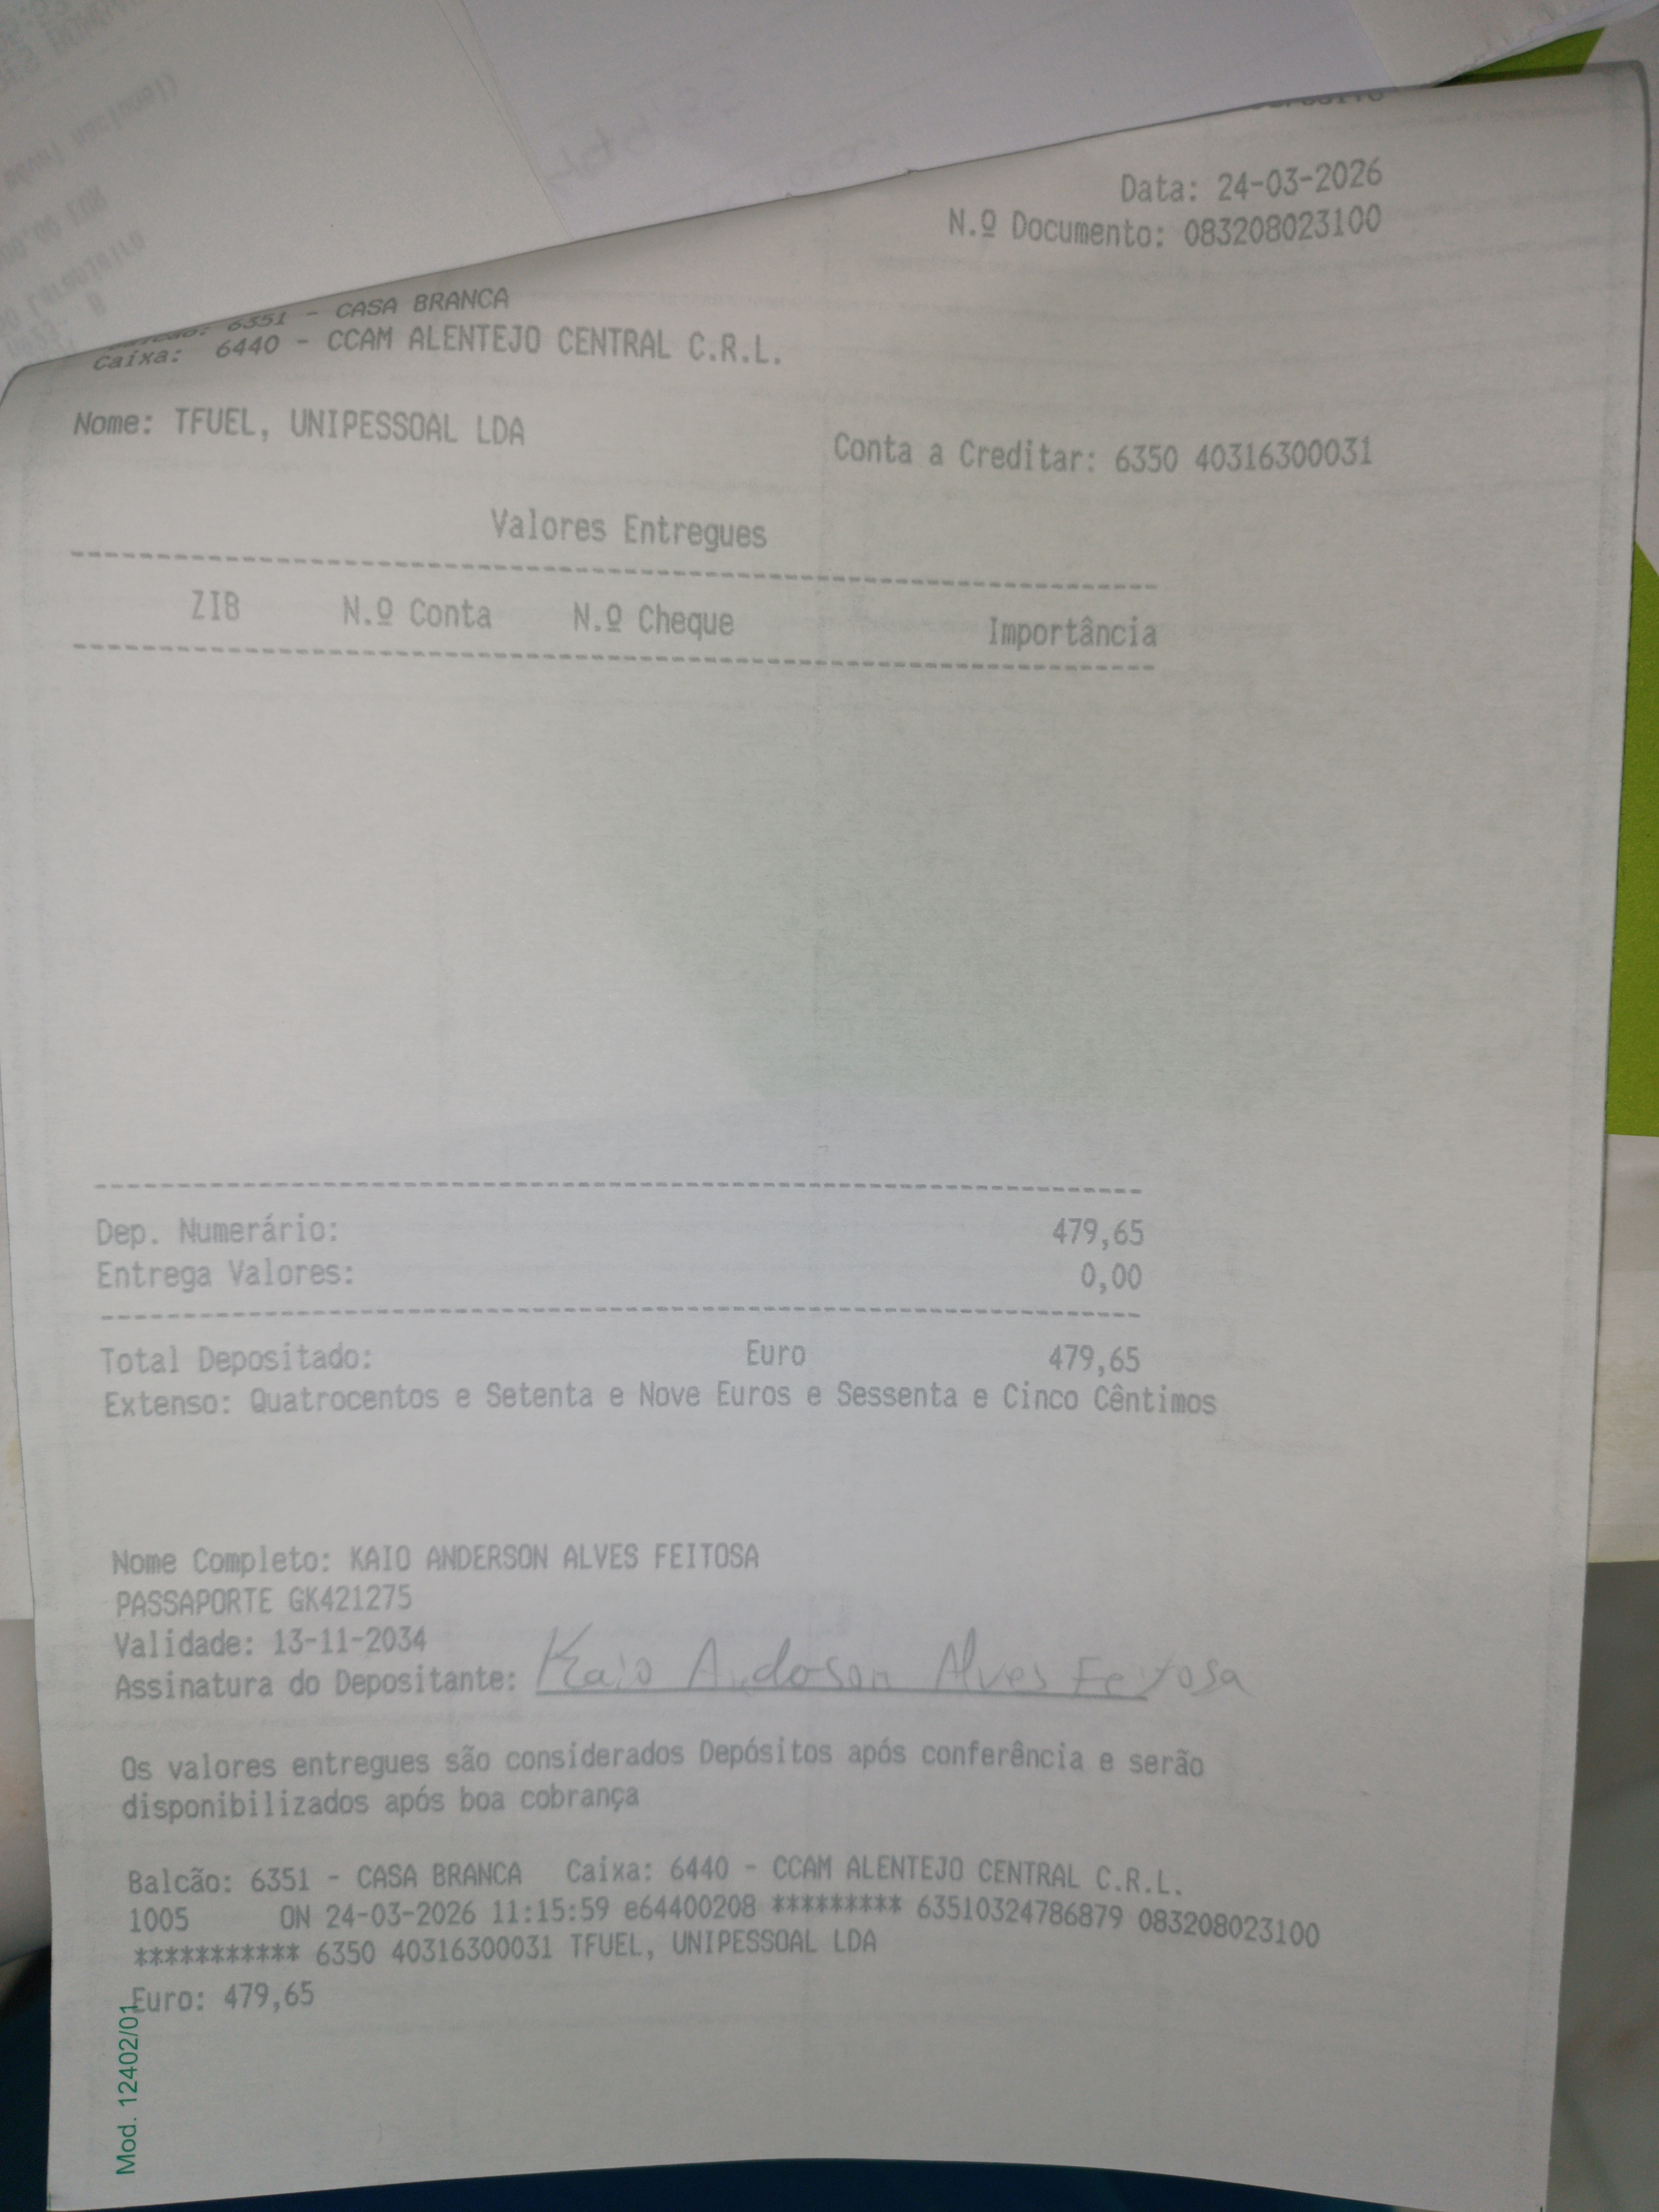 Data: 24-03-2026
N.º Documento: 083208023100
6351 - CASA BRANCA
Caixa: 6440 - CCAM ALENTEJO CENTRAL C.R.L.
Nome: TFUEL, UNIPESSOAL LDA
Conta a Creditar: 6350 40316300031
Valores Entregues
ZIB N.º Conta N.º Cheque Importância
Dep. Numerário: 479,65
Entrega Valores: 0,00
Total Depositado: Euro 479,65
Extenso: Quatrocentos e Setenta e Nove Euros e Sessenta e Cinco Cêntimos
Nome Completo: KAIO ANDERSON ALVES FEITOSA
PASSAPORTE GK421275
Validade: 13-11-2034
Assinatura do Depositante: Kaio Anderson Alves Feitosa
Os valores entregues são considerados Depósitos após conferência e serão
disponibilizados após boa cobrança
Balcão: 6351 - CASA BRANCA Caixa: 6440 - CCAM ALENTEJO CENTRAL C.R.L.
1005 ON 24-03-2026 11:15:59 e64400208 ********* 63510324786879 083208023100
*********** 6350 40316300031 TFUEL, UNIPESSOAL LDA
Euro: 479,65
Mod. 12402/01